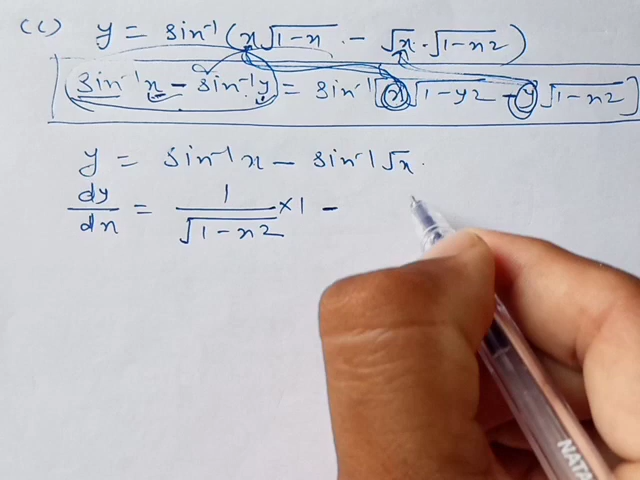 (c) y = sin⁻¹(x√1-x - √x·√1-x2)
(sin⁻¹x - sin⁻¹y) = sin⁻¹[x√1-y2 - y√1-x2]
y = sin⁻¹x - sin⁻¹√x.
dy/dx = 1/√1-x2 ×1 -
NATA